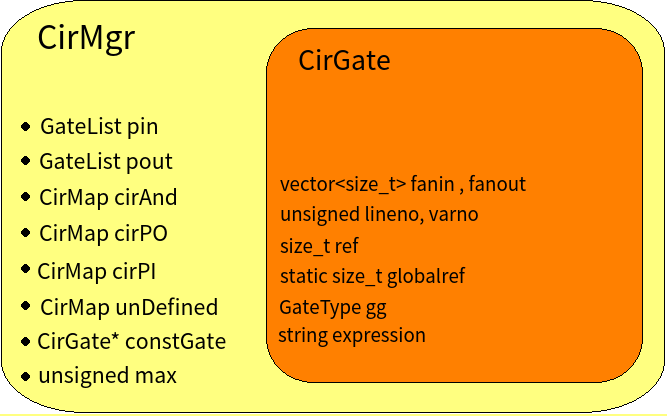 CirMgr
• GateList pin
• GateList pout
• CirMap cirAnd
• CirMap cirPO
• CirMap cirPI
• CirMap unDefined
• CirGate* constGate
• unsigned max
CirGate
vector<size_t> fanin , fanout
unsigned lineno, varno
size_t ref
static size_t globalref
GateType gg
string expression